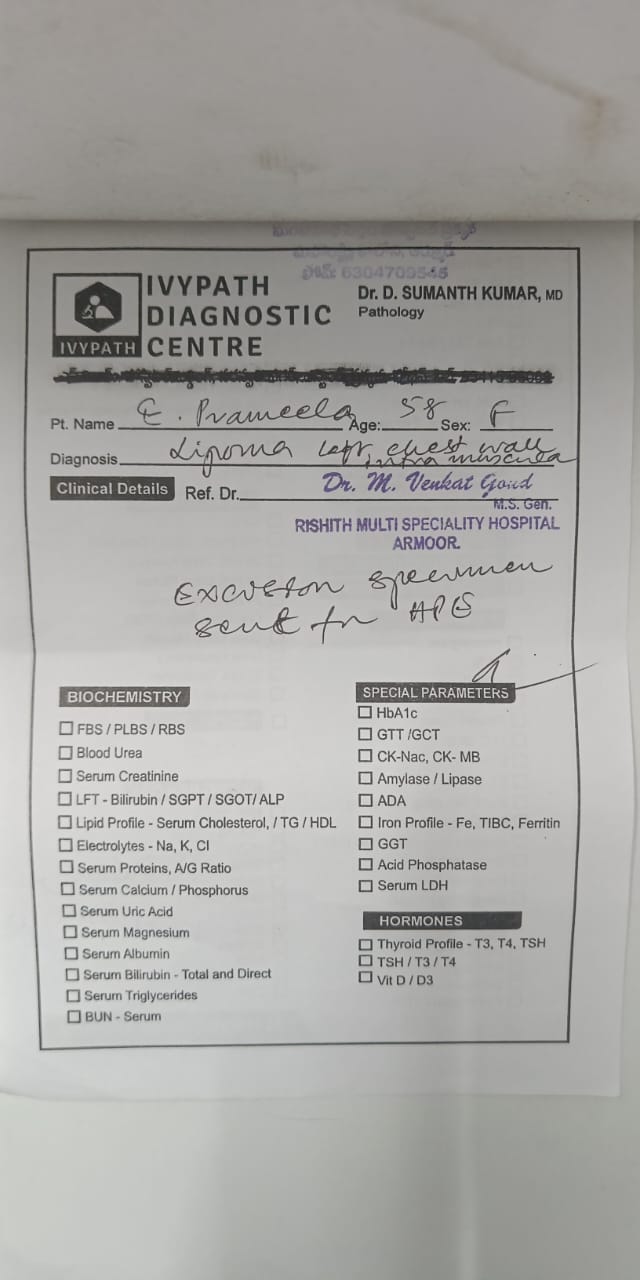 6304709545
IVYPATH
DIAGNOSTIC
CENTRE
IVYPATH
Dr. D. SUMANTH KUMAR, MD
Pathology
Pt. Name E. Prameela Age: 58 Sex: F
Diagnosis Lipoma left chest wall
intra muscular
Clinical Details Ref. Dr. Dr. M. Venkat Goud
M.S. Gen.
RISHITH MULTI SPECIALITY HOSPITAL
ARMOOR.
Excision specimen
sent for HPE
BIOCHEMISTRY
FBS / PLBS / RBS
Blood Urea
Serum Creatinine
LFT - Bilirubin / SGPT / SGOT/ ALP
Lipid Profile - Serum Cholesterol, / TG / HDL
Electrolytes - Na, K, Cl
Serum Proteins, A/G Ratio
Serum Calcium / Phosphorus
Serum Uric Acid
Serum Magnesium
Serum Albumin
Serum Bilirubin - Total and Direct
Serum Triglycerides
BUN - Serum
SPECIAL PARAMETERS
HbA1c
GTT /GCT
CK-Nac, CK- MB
Amylase / Lipase
ADA
Iron Profile - Fe, TIBC, Ferritin
GGT
Acid Phosphatase
Serum LDH
HORMONES
Thyroid Profile - T3, T4, TSH
TSH / T3 / T4
Vit D / D3